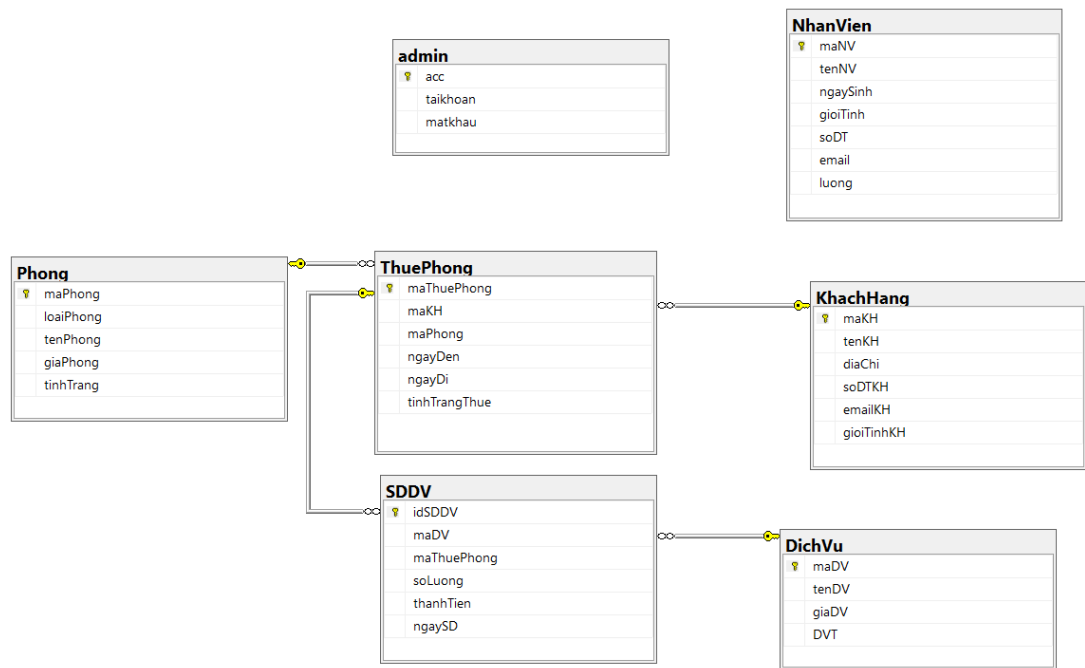 admin
acc
taikhoan
matkhau
NhanVien
maNV
tenNV
ngaySinh
gioiTinh
soDT
email
luong
Phong
maPhong
loaiPhong
tenPhong
giaPhong
tinhTrang
ThuePhong
maThuePhong
maKH
maPhong
ngayDen
ngayDi
tinhTrangThue
KhachHang
maKH
tenKH
diaChi
soDTKH
emailKH
gioiTinhKH
SDDV
idSDDV
maDV
maThuePhong
soLuong
thanhTien
ngaySD
DichVu
maDV
tenDV
giaDV
DVT